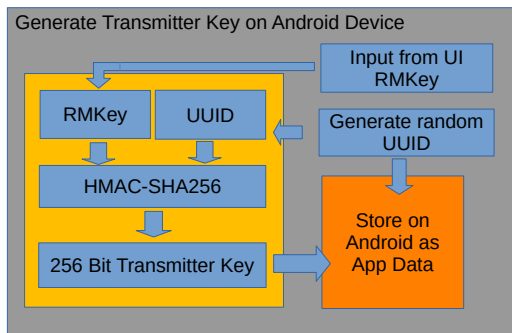 Generate Transmitter Key on Android Device
Input from UI
RMKey
RMKey
UUID
Generate random
UUID
HMAC-SHA256
Store on
Android as
App Data
256 Bit Transmitter Key